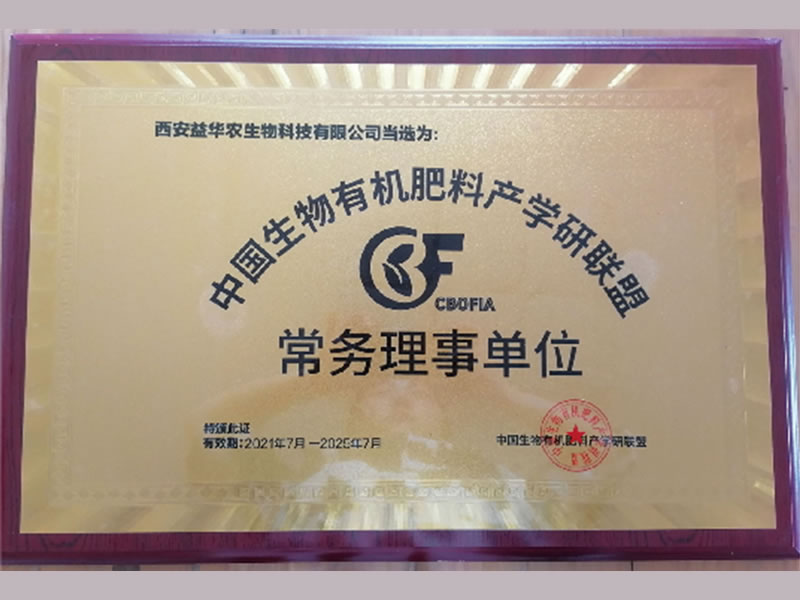 西安益华农生物科技有限公司当选为:
中国生物有机肥料产学研联盟
CBOFIA
常务理事单位
特颁此证
有效期:2021年7月—2025年7月
中国生物有机肥料产学研联盟